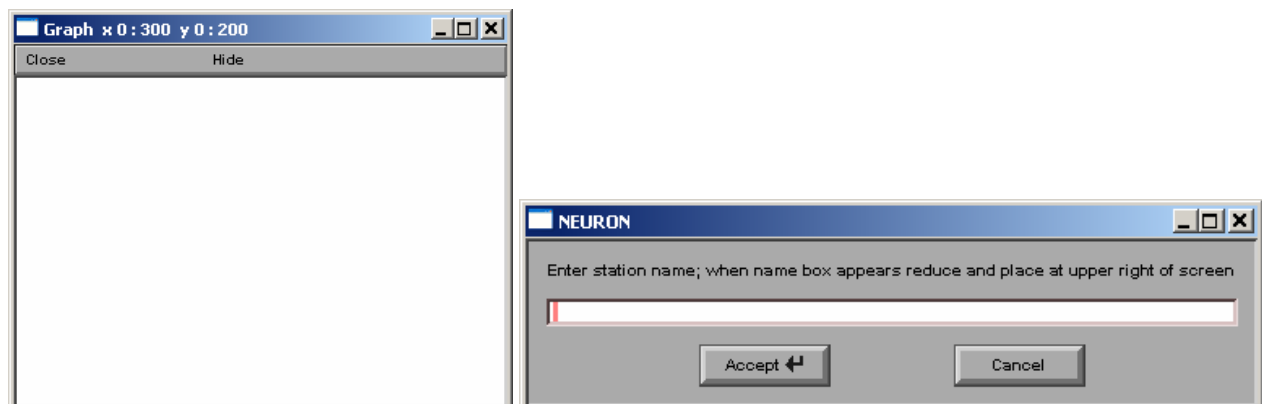 Graph x 0 : 300 y 0 : 200
Close Hide
NEURON
Enter station name; when name box appears reduce and place at upper right of screen
Accept Cancel